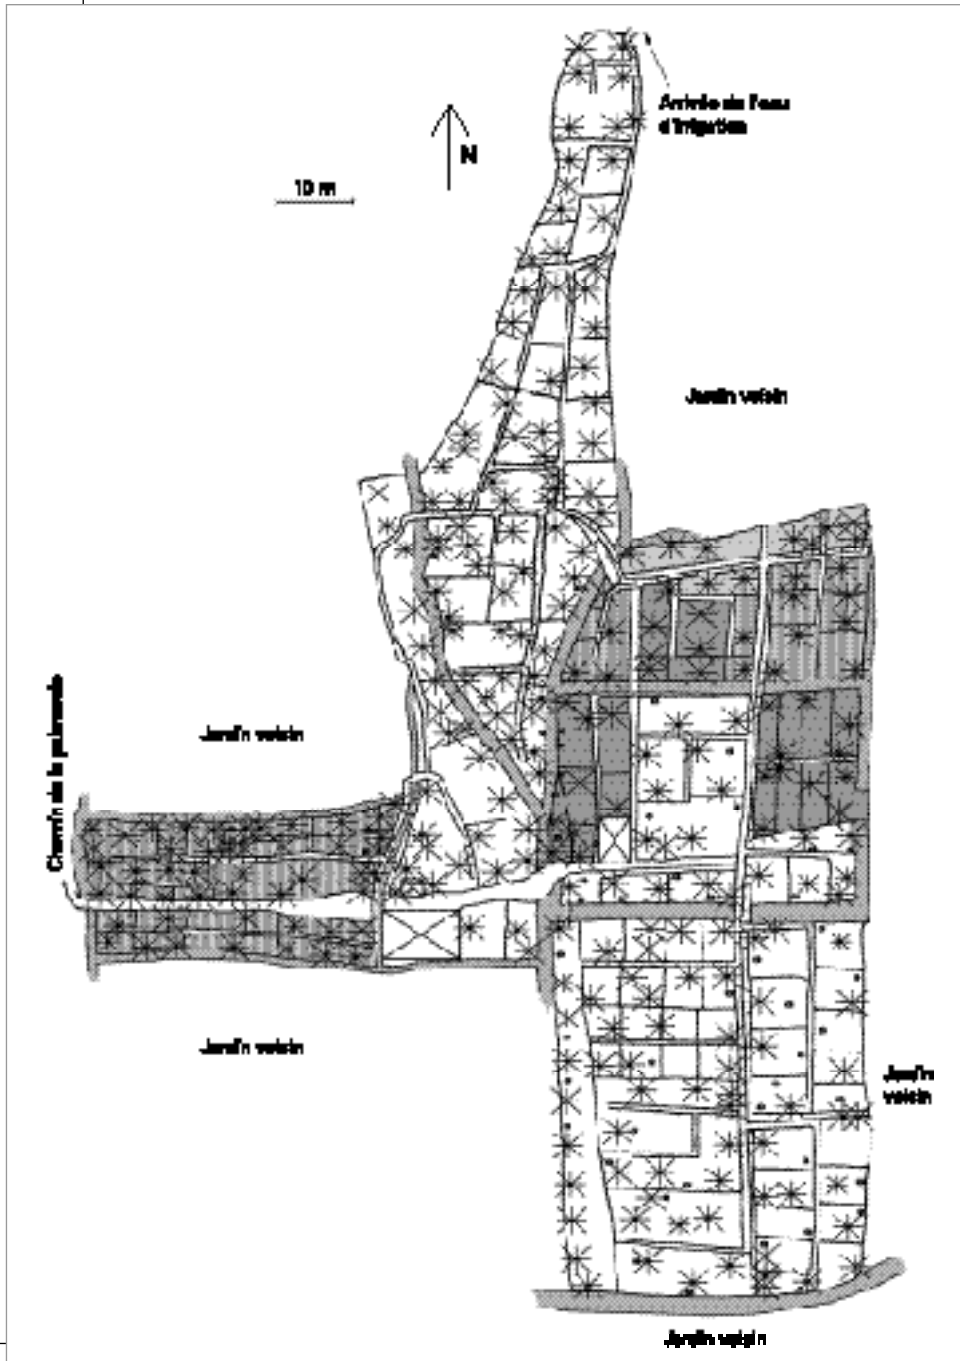 Arrivée de l'eau
d'irrigation
N
10 m
Jardin voisin
Chemin de la palmeraie
Jardin voisin
Jardin voisin
Jardin
voisin
Jardin voisin